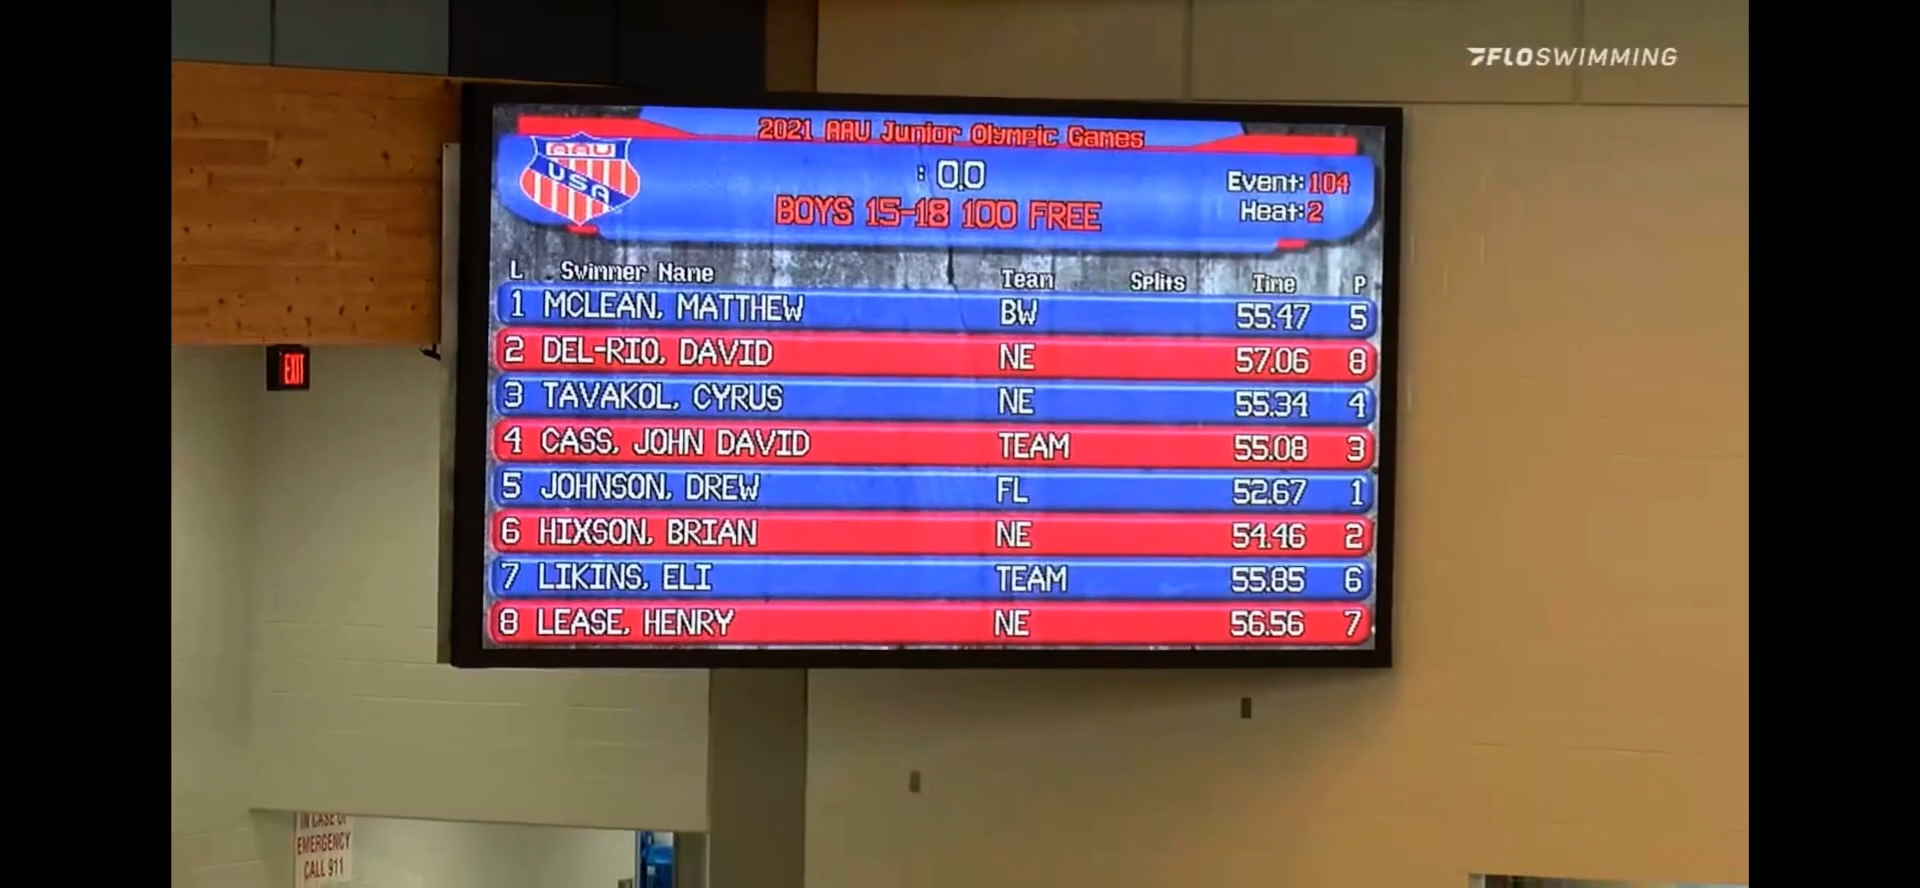 FLOSWIMMING
2021 AAU Junior Olympic Games
AAU
USA
: 0.0
Event: 104
BOYS 15-18 100 FREE
Heat: 2
L Swimmer Name Team Splits Time P
1 MCLEAN, MATTHEW BW 55.47 5
2 DEL-RIO, DAVID NE 57.06 8
3 TAVAKOL, CYRUS NE 55.34 4
4 CASS, JOHN DAVID TEAM 55.08 3
5 JOHNSON, DREW FL 52.67 1
6 HIXSON, BRIAN NE 54.46 2
7 LIKINS, ELI TEAM 55.85 6
8 LEASE, HENRY NE 56.56 7
EXIT
IN CASE OF
EMERGENCY
CALL 911